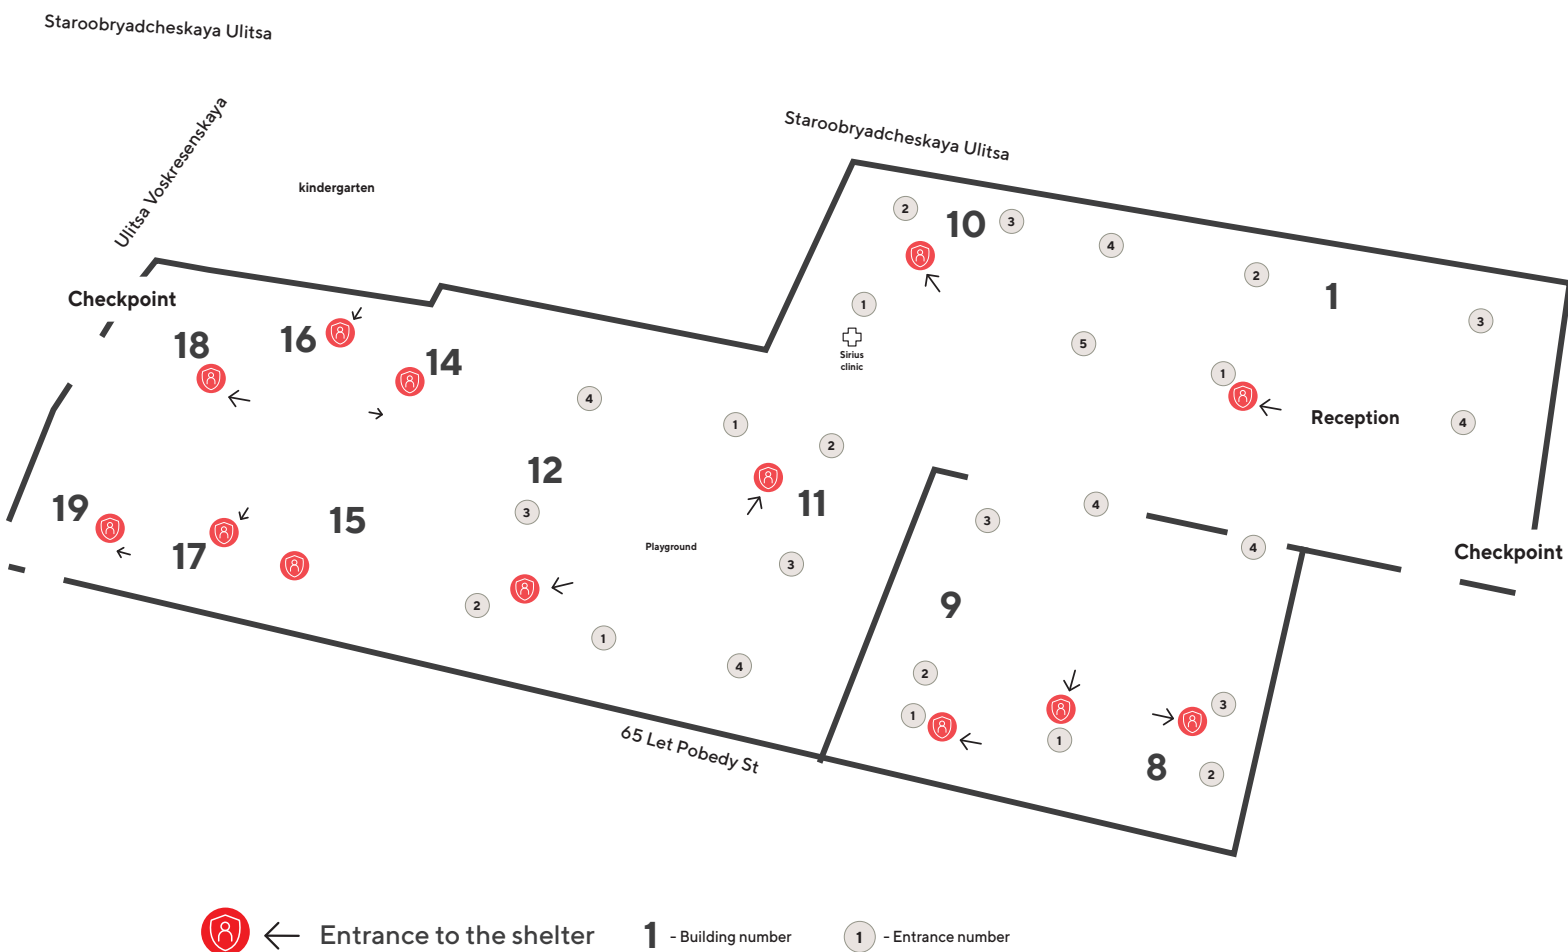 Staroobryadcheskaya Ulitsa
Ulitsa Voskresenskaya
kindergarten
Staroobryadcheskaya Ulitsa
2
10
3
4
2
1
3
Checkpoint
1
16
18
14
Sirius
clinic
5
1
4
Reception
4
1
2
12
11
19
15
3
17
Playground
3
4
3
4
Checkpoint
9
2
1
4
2
1
1
3
8
2
65 Let Pobedy St
Entrance to the shelter
1 - Building number
1 - Entrance number